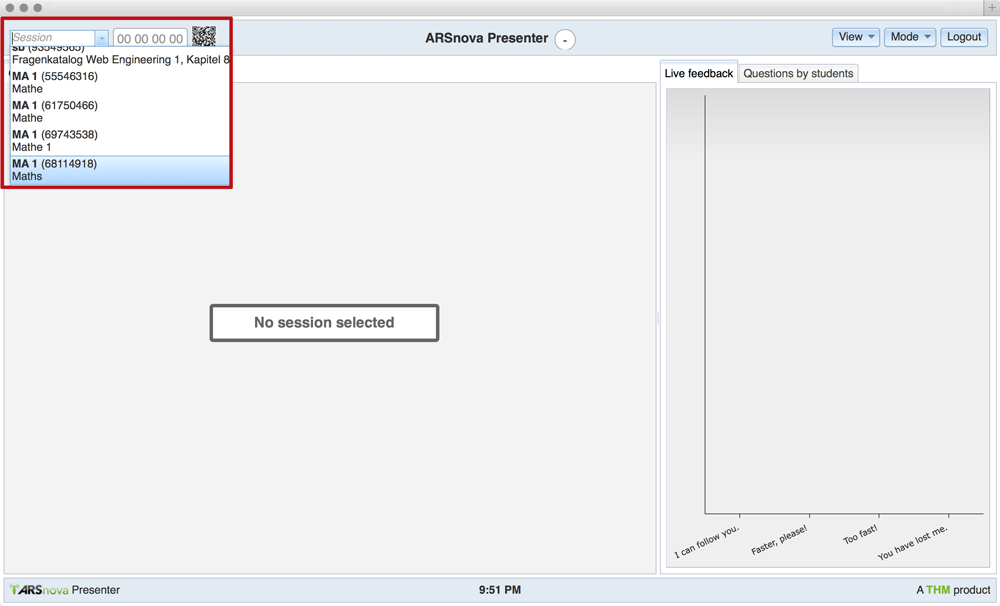 Session
00 00 00 00
ARSnova Presenter
-
View
Mode
Logout
sb (93549565)
Fragenkatalog Web Engineering 1, Kapitel 8
MA 1 (55546316)
Mathe
MA 1 (61750466)
Mathe
MA 1 (69743538)
Mathe 1
MA 1 (68114918)
Maths
Live feedback
Questions by students
No session selected
I can follow you.
Faster, please!
Too fast!
You have lost me.
ARSnova Presenter
9:51 PM
A THM product